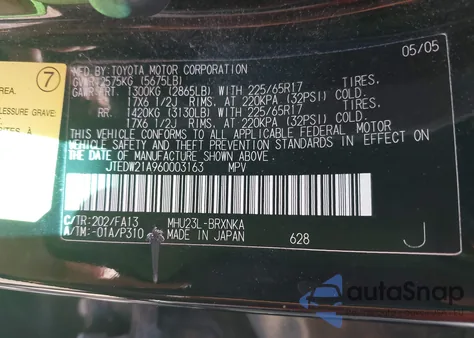 MFD. BY: TOYOTA MOTOR CORPORATION 05/05
GVWR 2575KG (5675LB)
GAWR FRT. 1300KG (2865LB) WITH 225/65R17 TIRES,
17X6 1/2J RIMS, AT 220KPA (32PSI) COLD.
RR. 1420KG (3130LB) WITH 225/65R17 TIRES,
17X6 1/2J RIMS, AT 220KPA (32PSI) COLD.
THIS VEHICLE CONFORMS TO ALL APPLICABLE FEDERAL MOTOR
VEHICLE SAFETY AND THEFT PREVENTION STANDARDS IN EFFECT ON
THE DATE OF MANUFACTURE SHOWN ABOVE.
JTEDW21A960003163 MPV
C/TR:202/FA13 MHU23L-BRXNKA
A/TM:-01A/P310 MADE IN JAPAN 628 J
7
LESSURE GRAVE:
autoSnap